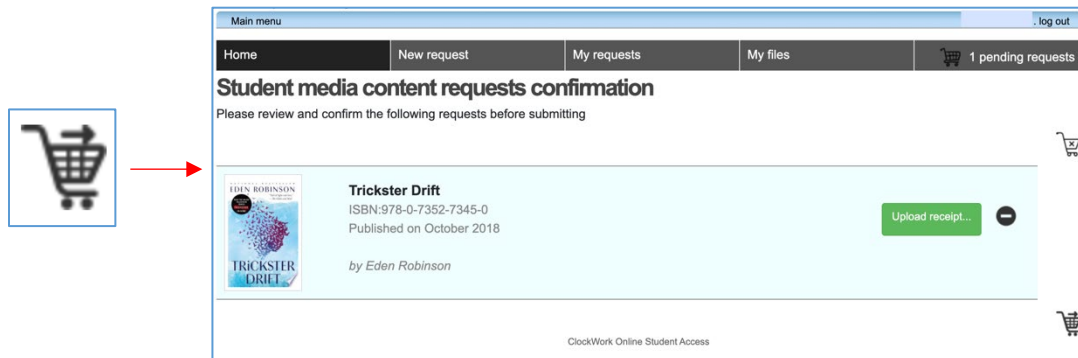 Main menu
. log out
Home
New request
My requests
My files
1 pending requests
Student media content requests confirmation
Please review and confirm the following requests before submitting
EDEN ROBINSON
TRICKSTER
DRIFT
Trickster Drift
ISBN:978-0-7352-7345-0
Published on October 2018
by Eden Robinson
Upload receipt...
ClockWork Online Student Access